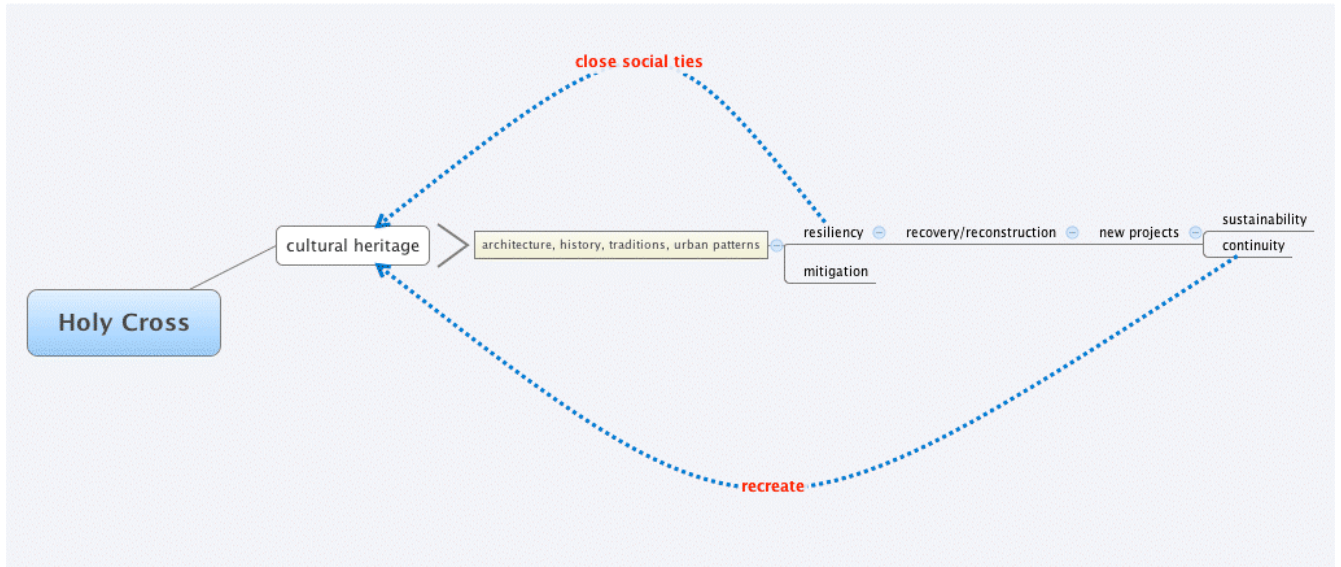 close social ties
cultural heritage
architecture, history, traditions, urban patterns
resiliency
recovery/reconstruction
new projects
sustainability
continuity
mitigation
Holy Cross
recreate